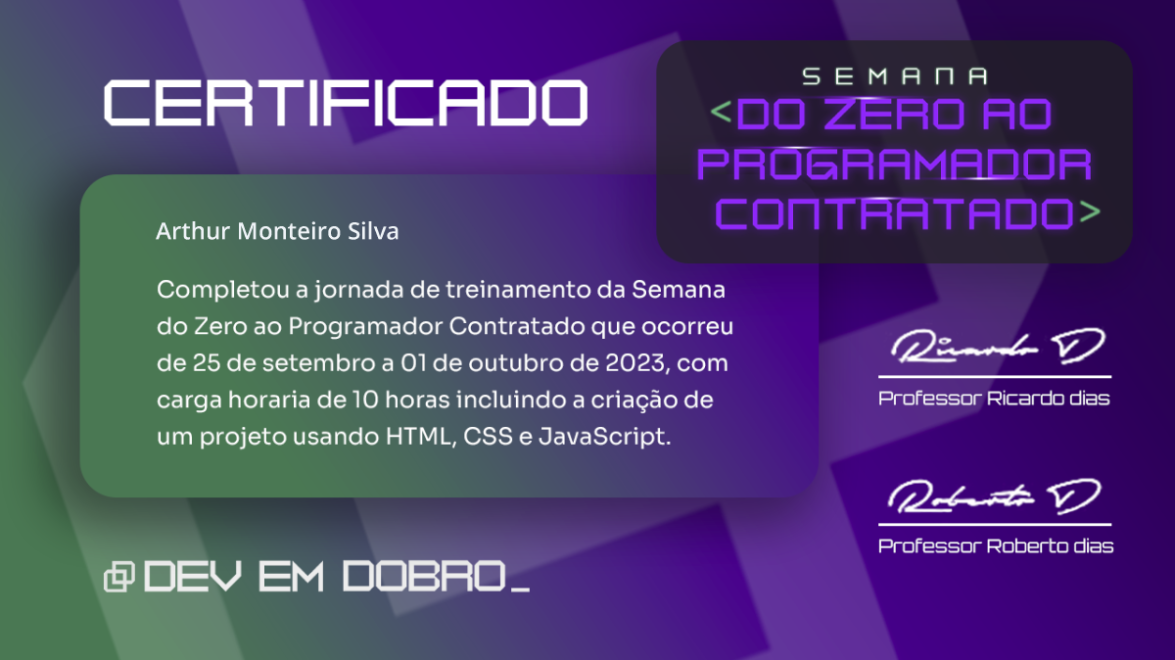 CERTIFICADO
SEMANA
<DO ZERO AO
PROGRAMADOR
CONTRATADO>
Arthur Monteiro Silva
Completou a jornada de treinamento da Semana
do Zero ao Programador Contratado que ocorreu
de 25 de setembro a 01 de outubro de 2023, com
carga horaria de 10 horas incluindo a criação de
um projeto usando HTML, CSS e JavaScript.
Ricardo D
Professor Ricardo dias
Roberto D
Professor Roberto dias
DEV EM DOBRO_